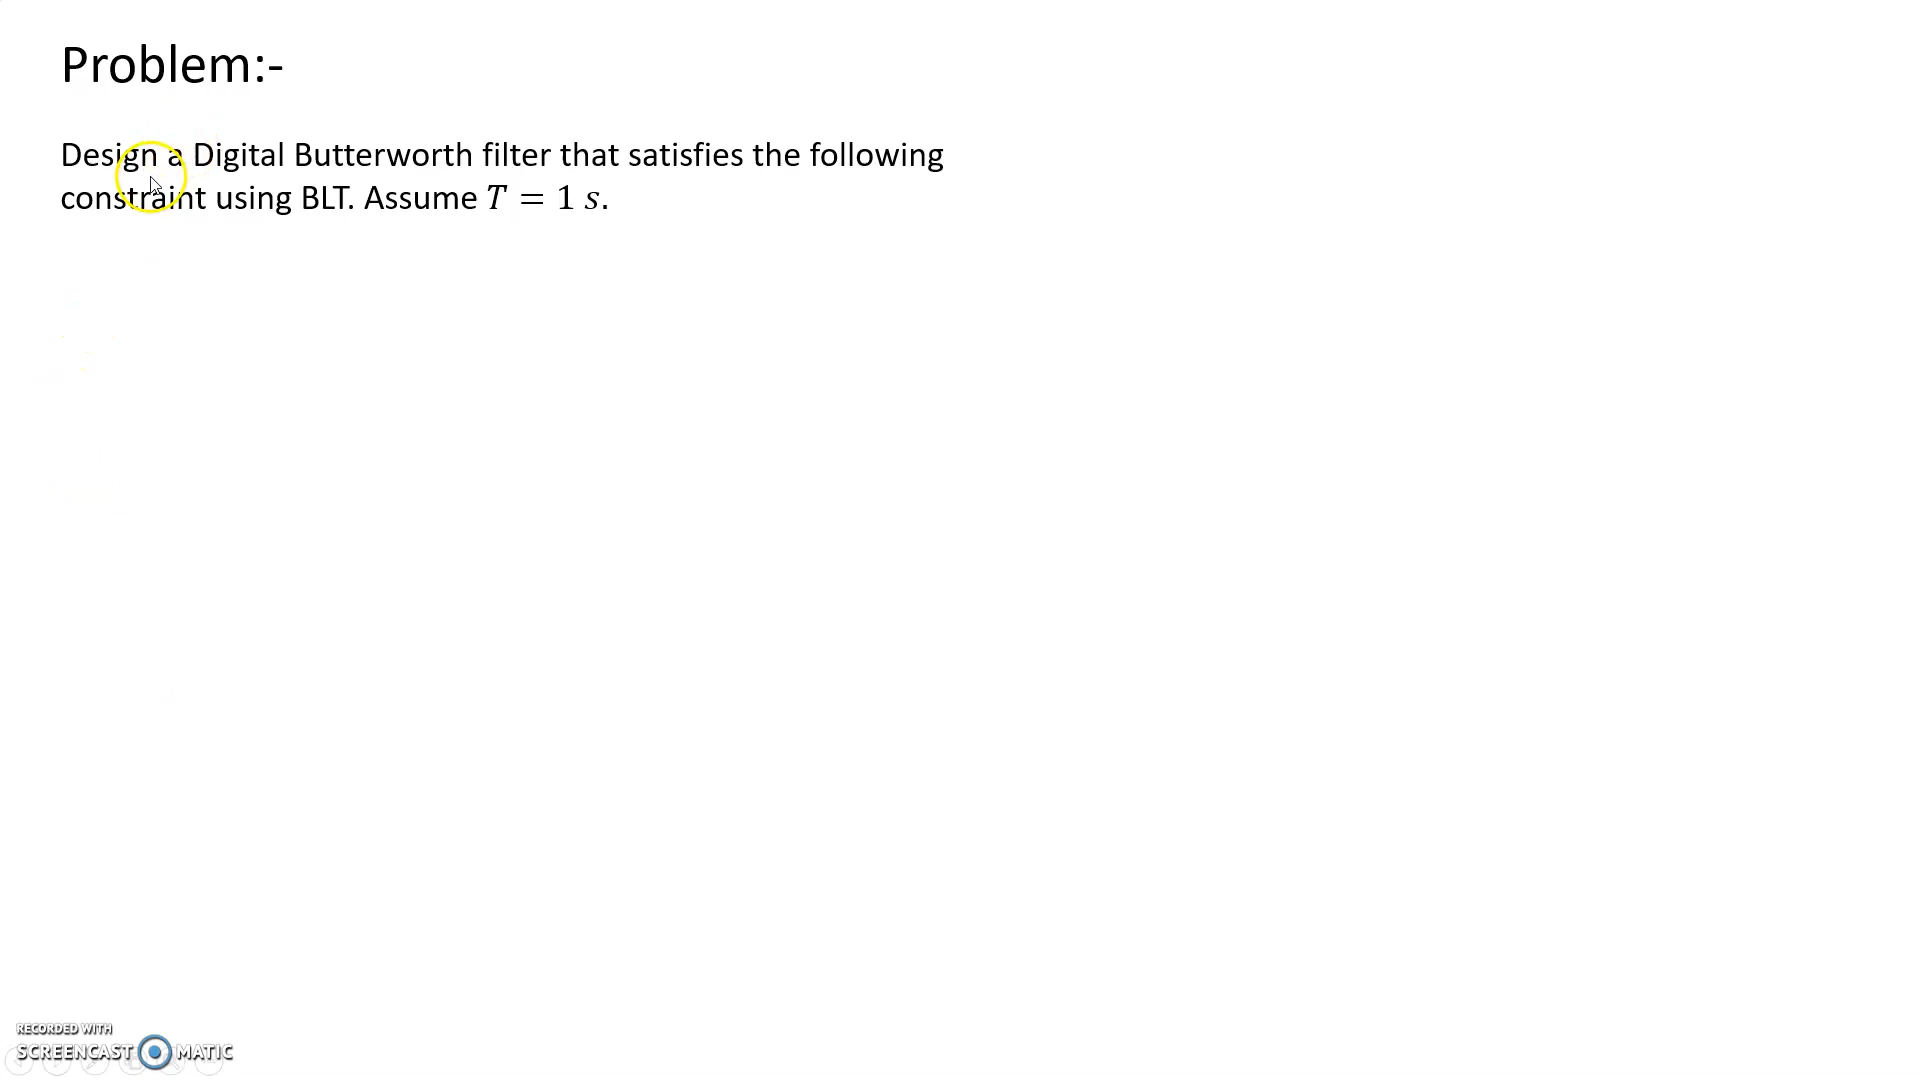 Problem:-
Design a Digital Butterworth filter that satisfies the following
constraint using BLT. Assume T = 1 s.
RECORDED WITH
SCREENCAST MATIC